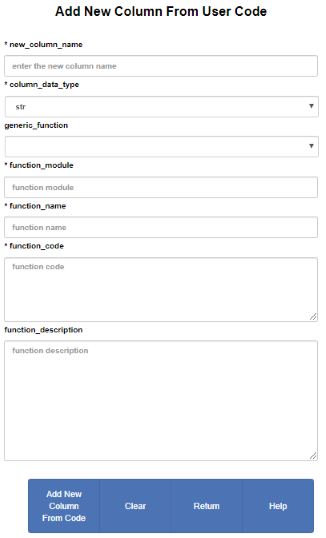 Add New Column From User Code
* new_column_name
enter the new column name
* column_data_type
str
generic_function
* function_module
function module
* function_name
function name
* function_code
function code
function_description
function description
Add New
Column
From Code
Clear
Return
Help